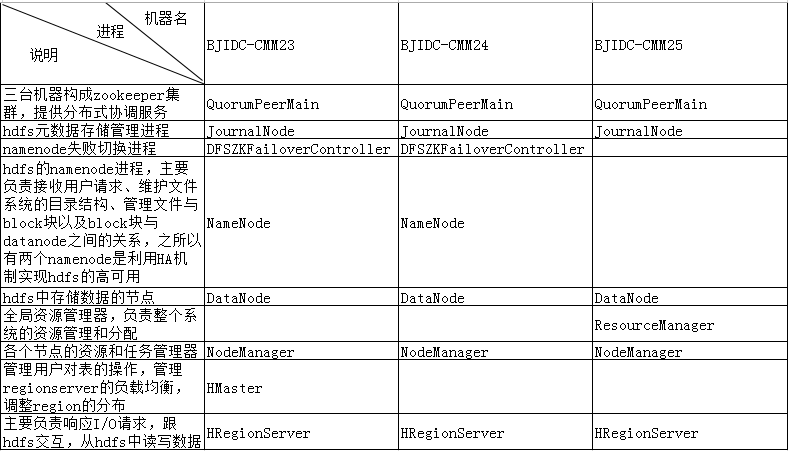 机器名
进程
说明
BJIDC-CMM23
BJIDC-CMM24
BJIDC-CMM25
三台机器构成zookeeper集
群，提供分布式协调服务
QuorumPeerMain
QuorumPeerMain
QuorumPeerMain
hdfs元数据存储管理进程
JournalNode
JournalNode
JournalNode
namenode失败切换进程
DFSZKFailoverController
DFSZKFailoverController
hdfs的namenode进程，主要
负责接收用户请求、维护文件
系统的目录结构、管理文件与
block块以及block块与
datanode之间的关系，之所以
有两个namenode是利用HA机
制实现hdfs的高可用
NameNode
NameNode
hdfs中存储数据的节点
DataNode
DataNode
DataNode
全局资源管理器，负责整个系
统的资源管理和分配
ResourceManager
各个节点的资源和任务管理器
NodeManager
NodeManager
NodeManager
管理用户对表的操作，管理
regionserver的负载均衡，
调整region的分布
HMaster
主要负责响应I/O请求，跟
hdfs交互，从hdfs中读写数据
HRegionServer
HRegionServer
HRegionServer